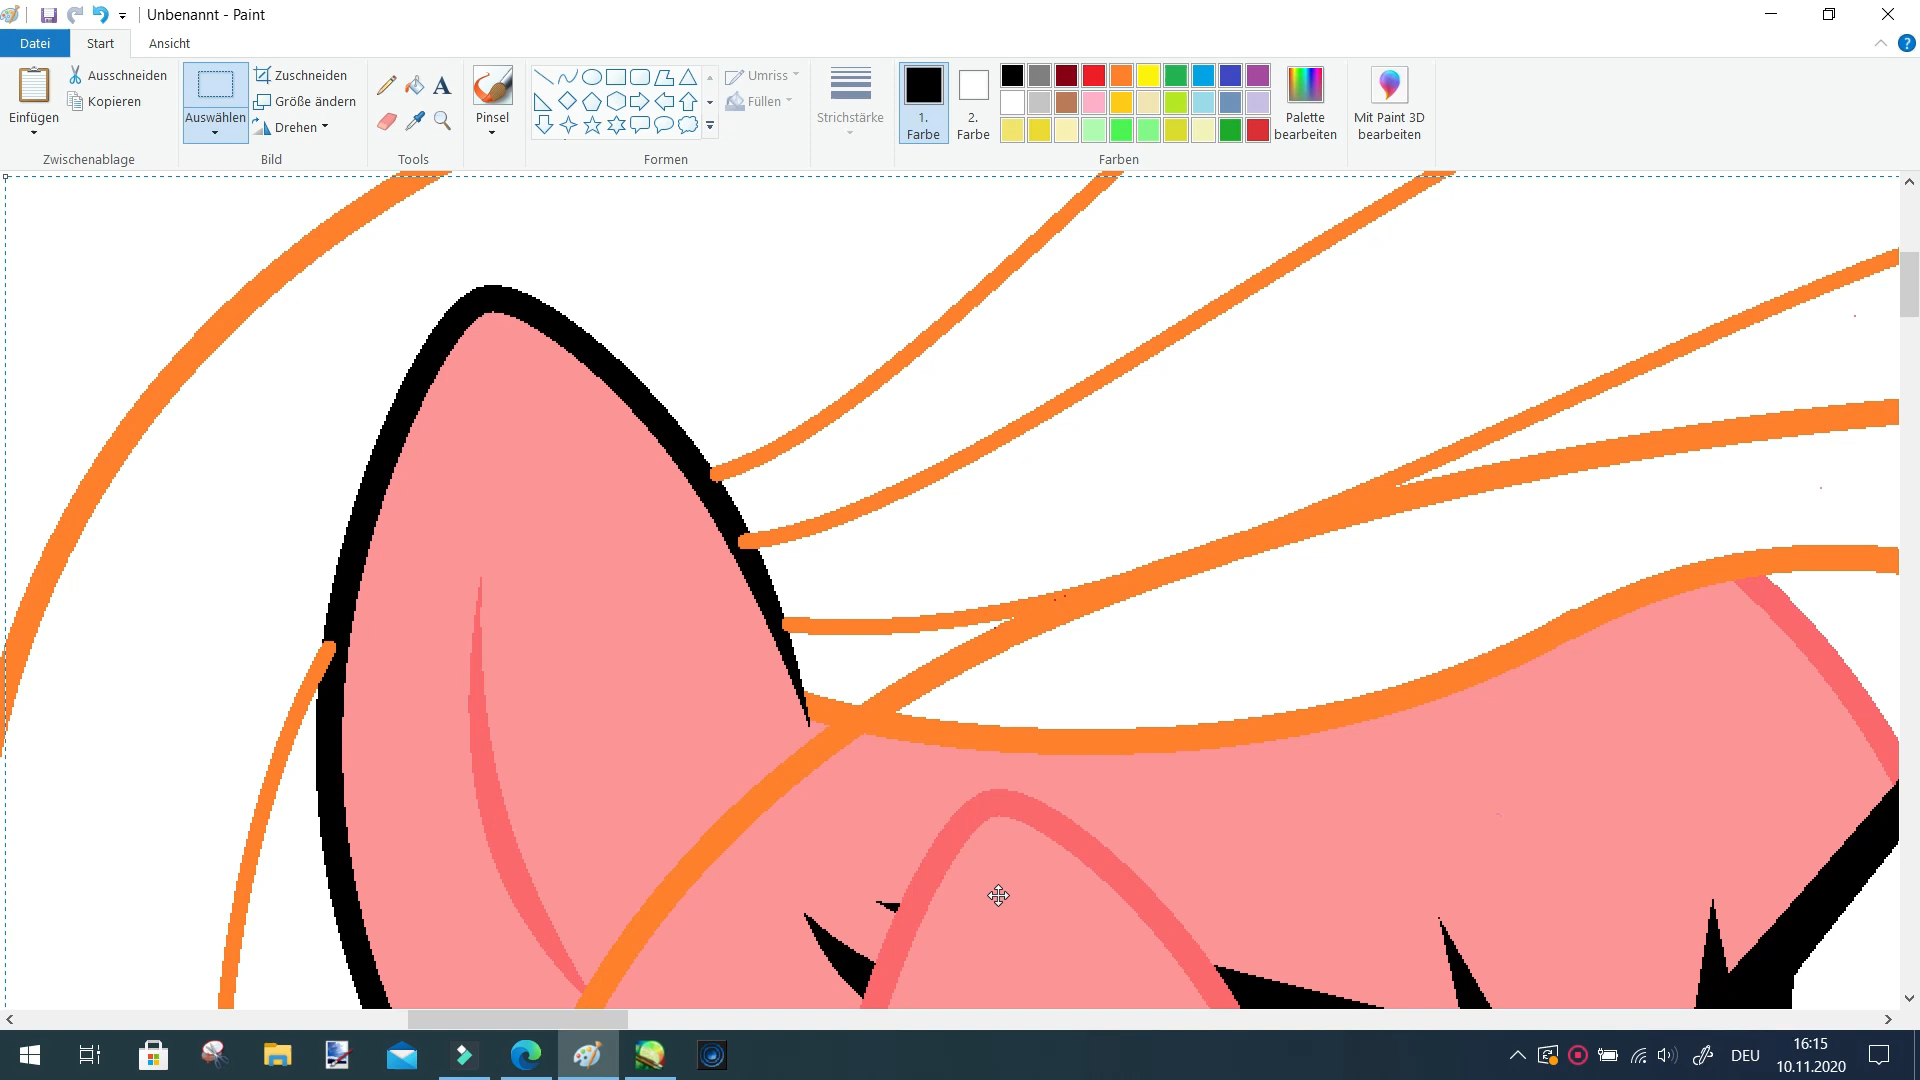 Unbenannt - Paint
Datei
Start
Ansicht
Einfügen
Ausschneiden
Kopieren
Zwischenablage
Auswählen
Zuschneiden
Größe ändern
Drehen
Bild
A
Tools
Pinsel
Formen
Umriss
Füllen
Strichstärke
1.
Farbe
2.
Farbe
Farben
Palette
bearbeiten
Mit Paint 3D
bearbeiten
?
DEU
16:15
10.11.2020